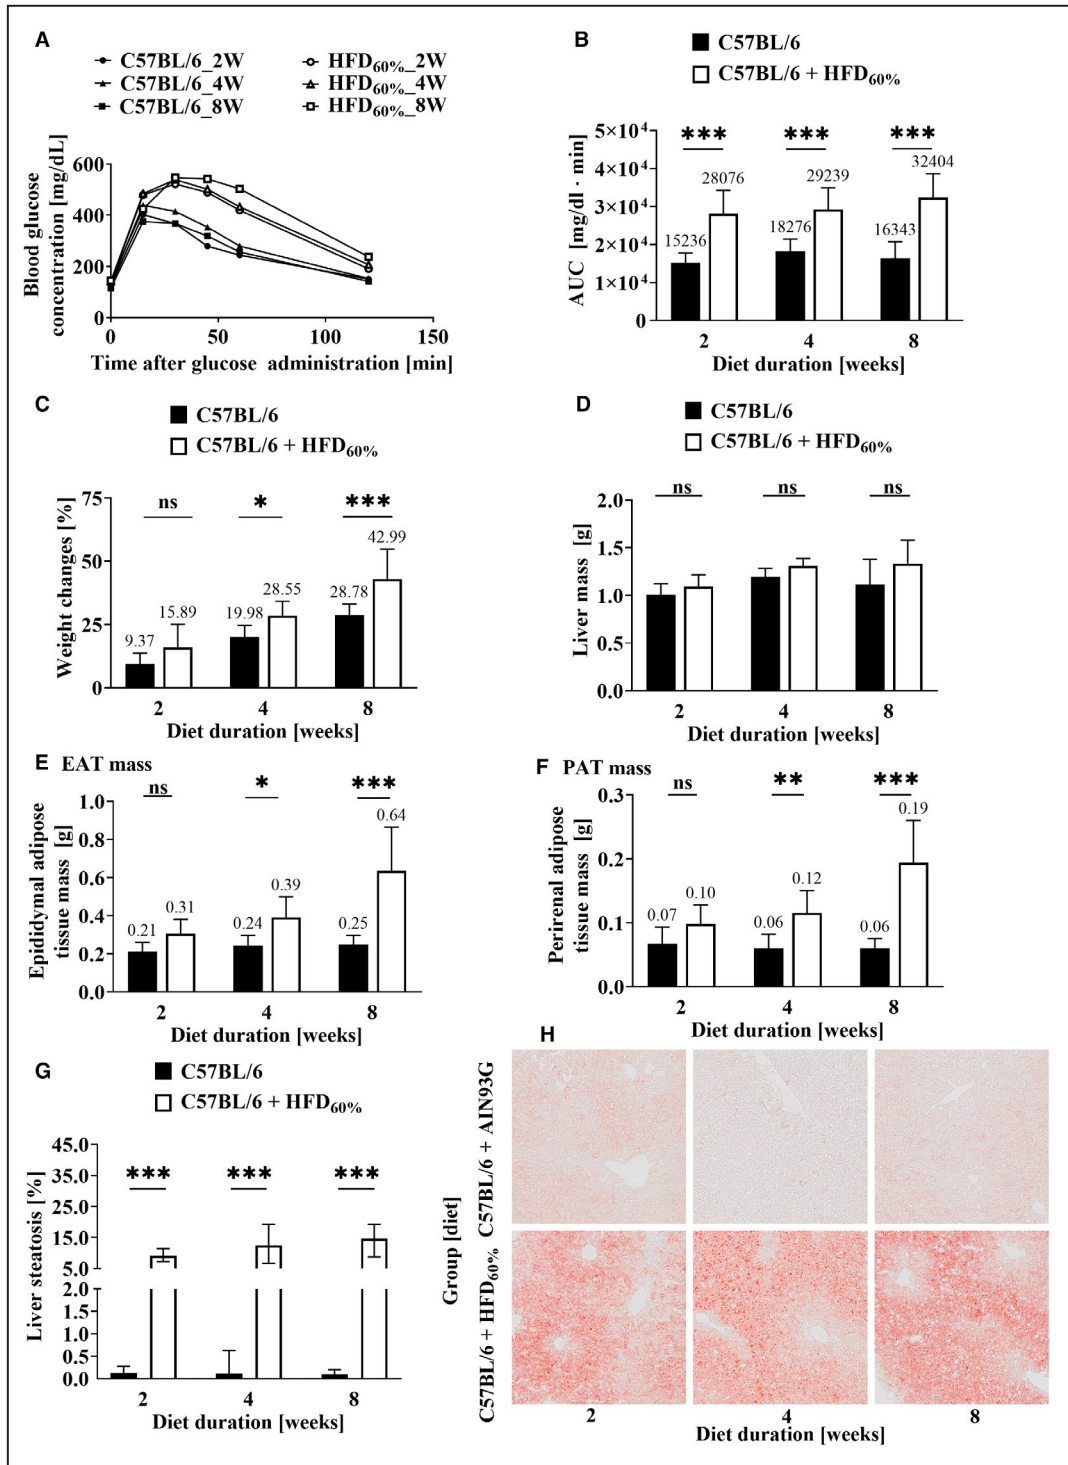 A
C57BL/6_2W
HFD60%_2W
C57BL/6_4W
HFD60%_4W
C57BL/6_8W
HFD60%_8W
Blood glucose
concentration [mg/dL]
600
400
200
0
0 50 100 150
Time after glucose administration [min]
B
C57BL/6
C57BL/6 + HFD60%
AUC [mg/dl · min]
5×10⁴
4×10⁴
3×10⁴
2×10⁴
1×10⁴
0
*** *** ***
15236 28076 18276 29239 16343 32404
2 4 8
Diet duration [weeks]
C
C57BL/6
C57BL/6 + HFD60%
Weight changes [%]
75
50
25
0
ns * ***
9.37 15.89 19.98 28.55 28.78 42.99
2 4 8
Diet duration [weeks]
D
C57BL/6
C57BL/6 + HFD60%
Liver mass [g]
2.0
1.5
1.0
0.5
0.0
ns ns ns
2 4 8
Diet duration [weeks]
E EAT mass
Epididymal adipose
tissue mass [g]
1.0
0.8
0.6
0.4
0.2
0.0
ns * ***
0.21 0.31 0.24 0.39 0.25 0.64
2 4 8
Diet duration [weeks]
F PAT mass
Perirenal adipose
tissue mass [g]
0.3
0.2
0.1
0.0
ns ** ***
0.07 0.10 0.06 0.12 0.06 0.19
2 4 8
Diet duration [weeks]
G
C57BL/6
C57BL/6 + HFD60%
Liver steatosis [%]
45.0
35.0
25.0
15.0
5.0
2.0
1.5
1.0
0.5
0.0
*** *** ***
2 4 8
Diet duration [weeks]
H
Group [diet]
C57BL/6 + AIN93G
C57BL/6 + HFD60%
2 4 8
Diet duration [weeks]